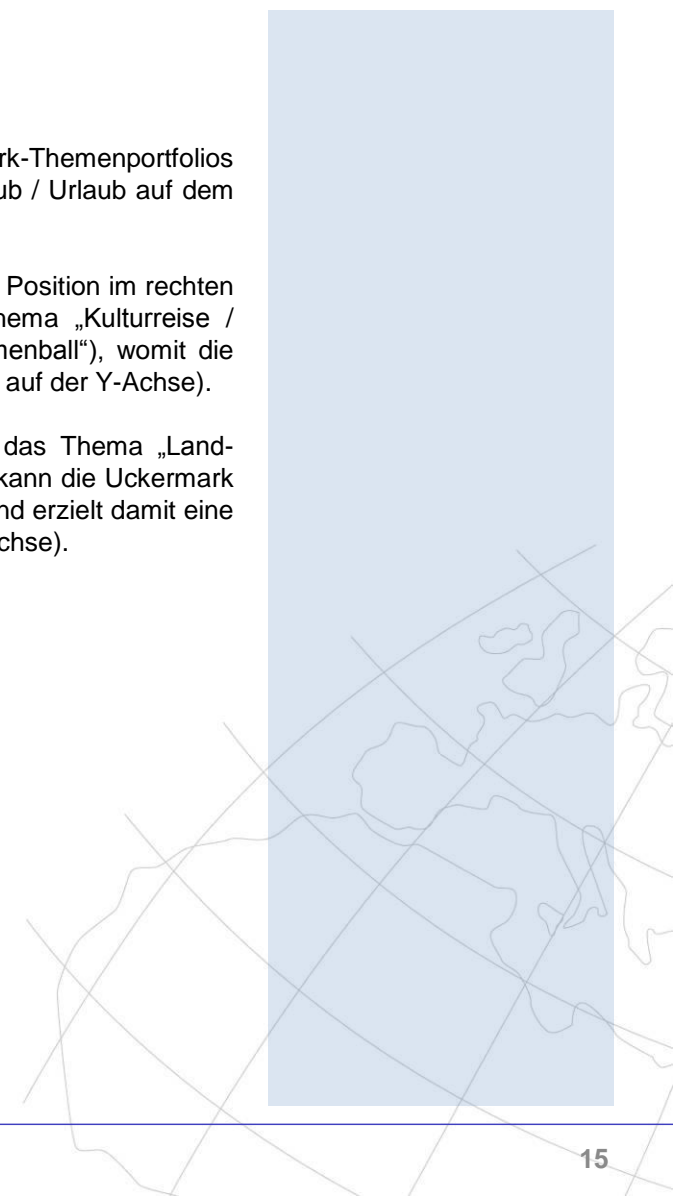 rk-Themenportfolios
ub / Urlaub auf dem
Position im rechten
hema „Kulturreise /
nenball“), womit die
auf der Y-Achse).
das Thema „Land-
kann die Uckermark
nd erzielt damit eine
chse).
15